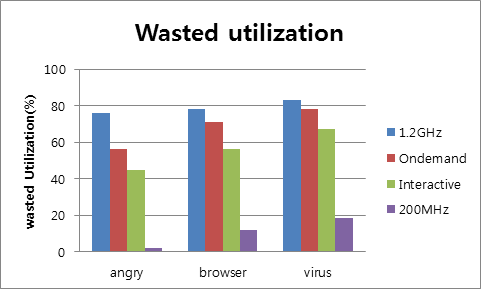 Wasted utilization
wasted Utilization(%)
100
80
60
40
20
0
angry
browser
virus
1.2GHz
Ondemand
Interactive
200MHz